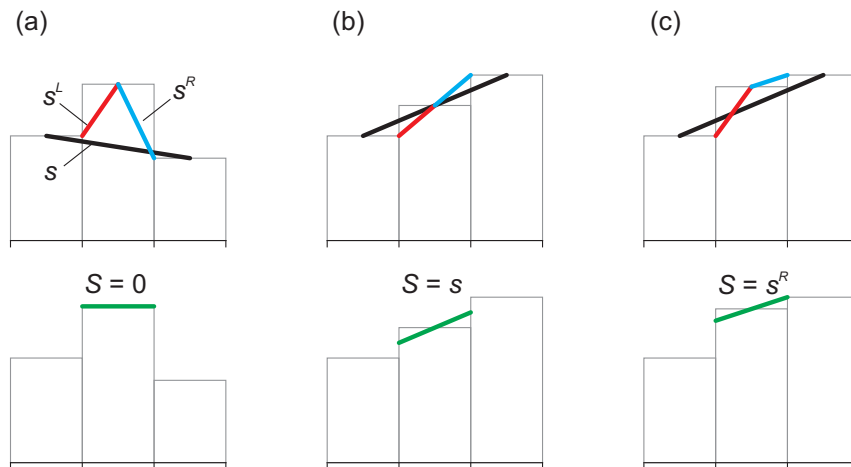 (a)
(b)
(c)
s^L
s^R
s
S = 0
S = s
S = s^R